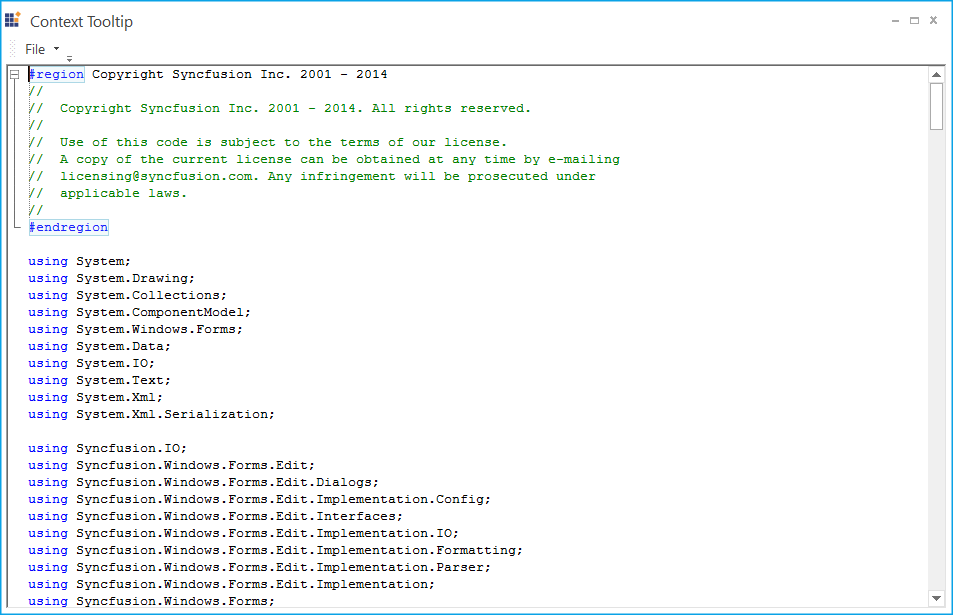 Context Tooltip
File
#region Copyright Syncfusion Inc. 2001 - 2014
//
//  Copyright Syncfusion Inc. 2001 - 2014. All rights reserved.
//
//  Use of this code is subject to the terms of our license.
//  A copy of the current license can be obtained at any time by e-mailing
//  licensing@syncfusion.com. Any infringement will be prosecuted under
//  applicable laws.
//
#endregion
using System;
using System.Drawing;
using System.Collections;
using System.ComponentModel;
using System.Windows.Forms;
using System.Data;
using System.IO;
using System.Text;
using System.Xml;
using System.Xml.Serialization;
using Syncfusion.IO;
using Syncfusion.Windows.Forms.Edit;
using Syncfusion.Windows.Forms.Edit.Dialogs;
using Syncfusion.Windows.Forms.Edit.Implementation.Config;
using Syncfusion.Windows.Forms.Edit.Interfaces;
using Syncfusion.Windows.Forms.Edit.Implementation.IO;
using Syncfusion.Windows.Forms.Edit.Implementation.Formatting;
using Syncfusion.Windows.Forms.Edit.Implementation.Parser;
using Syncfusion.Windows.Forms.Edit.Implementation;
using Syncfusion.Windows.Forms;